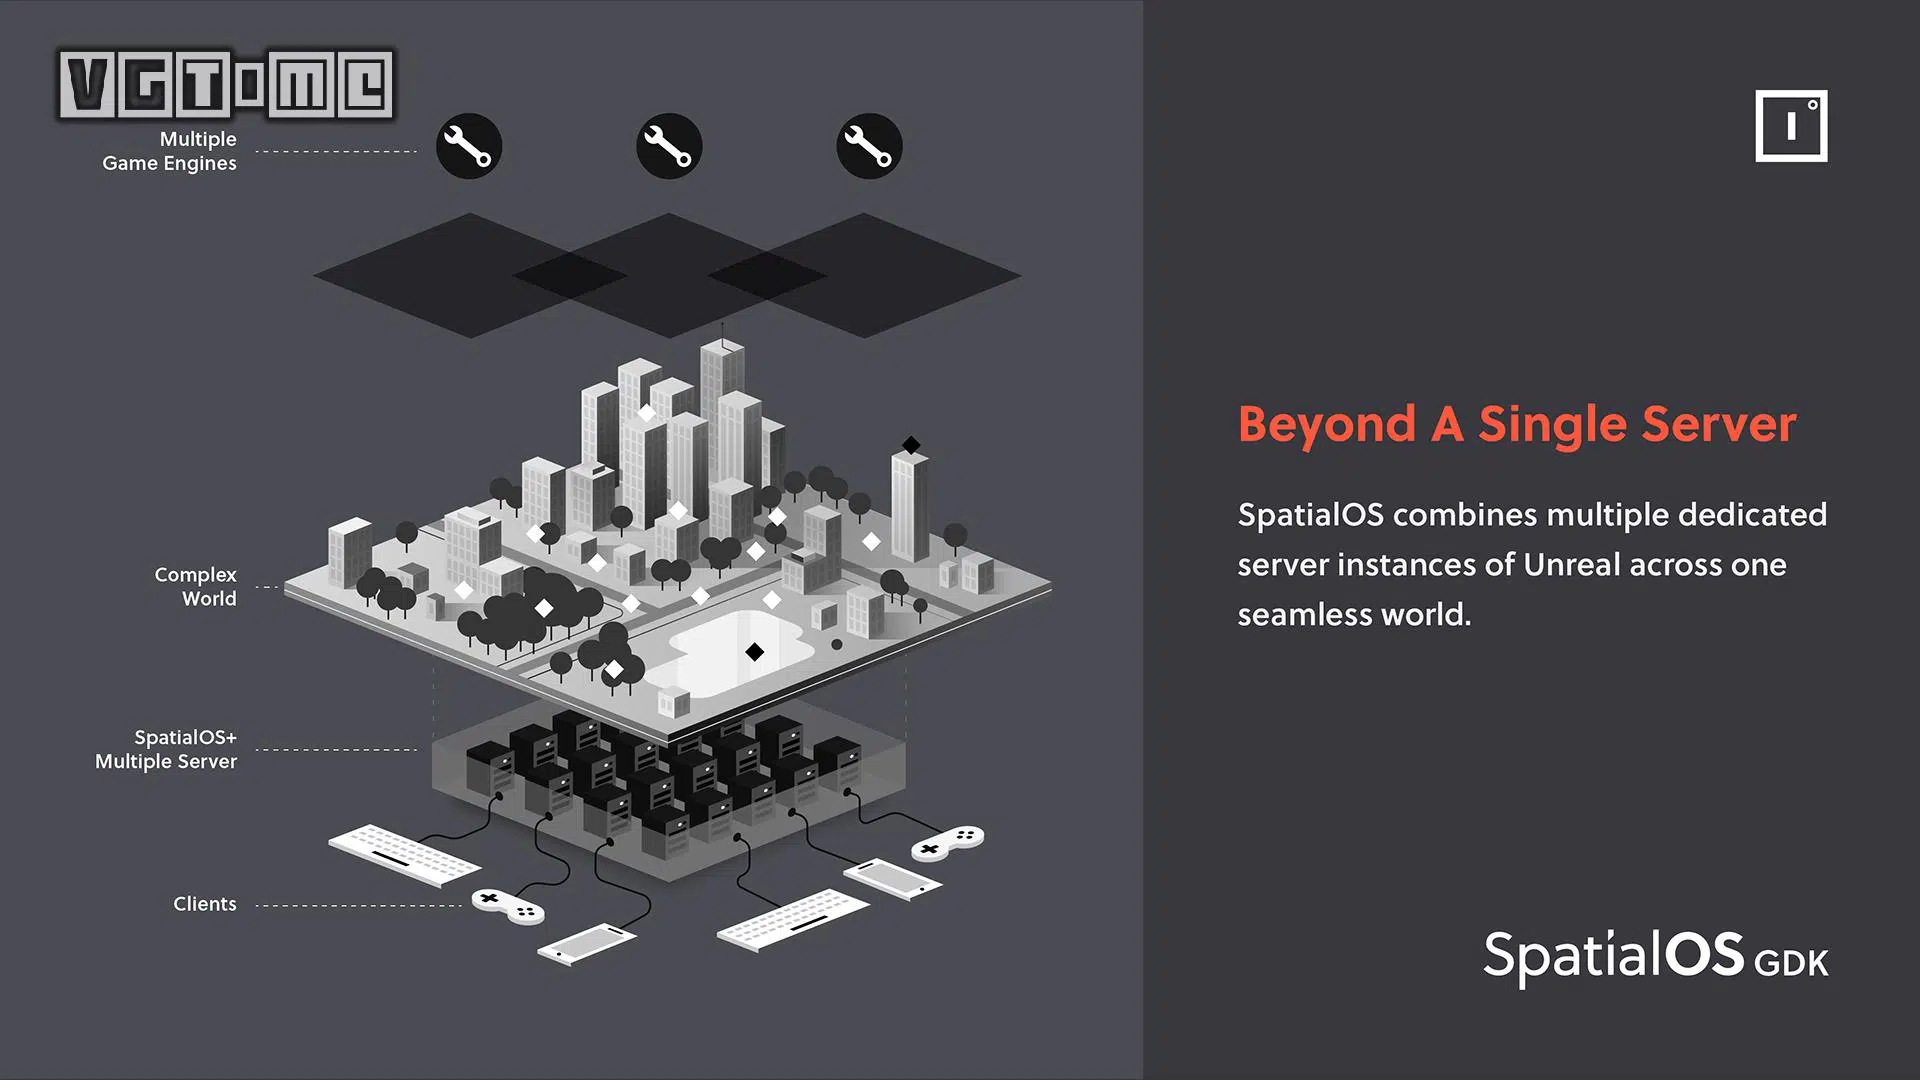 VGTIME
Multiple
Game Engines
Complex
World
SpatialOS+
Multiple Server
Clients
Beyond A Single Server
SpatialOS combines multiple dedicated
server instances of Unreal across one
seamless world.
SpatialOS GDK